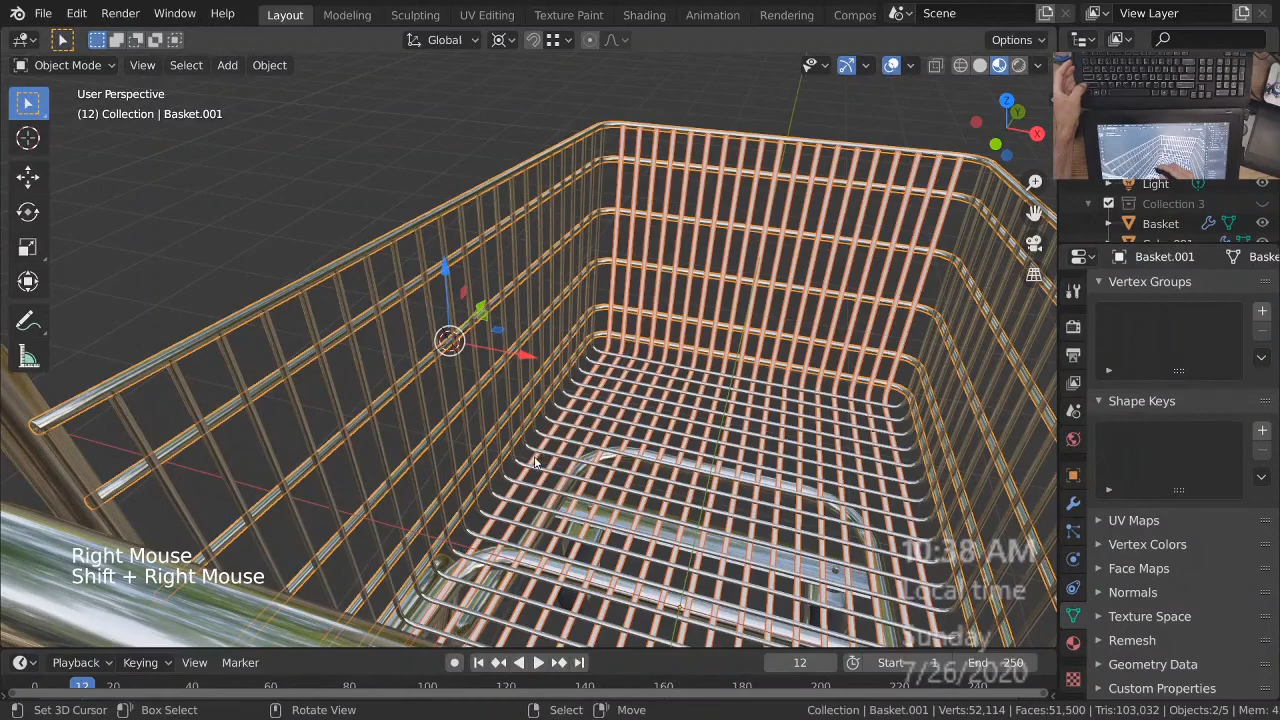 File Edit Render Window Help Layout Modeling Sculpting UV Editing Texture Paint Shading Animation Rendering Compos Scene View Layer
Global Options
Object Mode View Select Add Object
User Perspective
(12) Collection | Basket.001
Z
Y
X
Light
Collection 3
Basket
Basket.001 Baske
Vertex Groups
Shape Keys
UV Maps
Vertex Colors
Face Maps
Normals
Texture Space
Remesh
Geometry Data
Custom Properties
Right Mouse
Shift + Right Mouse
10:38 AM
Local time
Sunday
7/26/2020
Playback Keying View Marker 12 Start 1 End 250
0 12 20 60 80 100 120 140 160 180 200 220 240
Set 3D Cursor Box Select Rotate View Select Move Collection | Basket.001 | Verts:52,114 | Faces:51,500 | Tris:103,032 | Objects:2/5 | Mem: 4